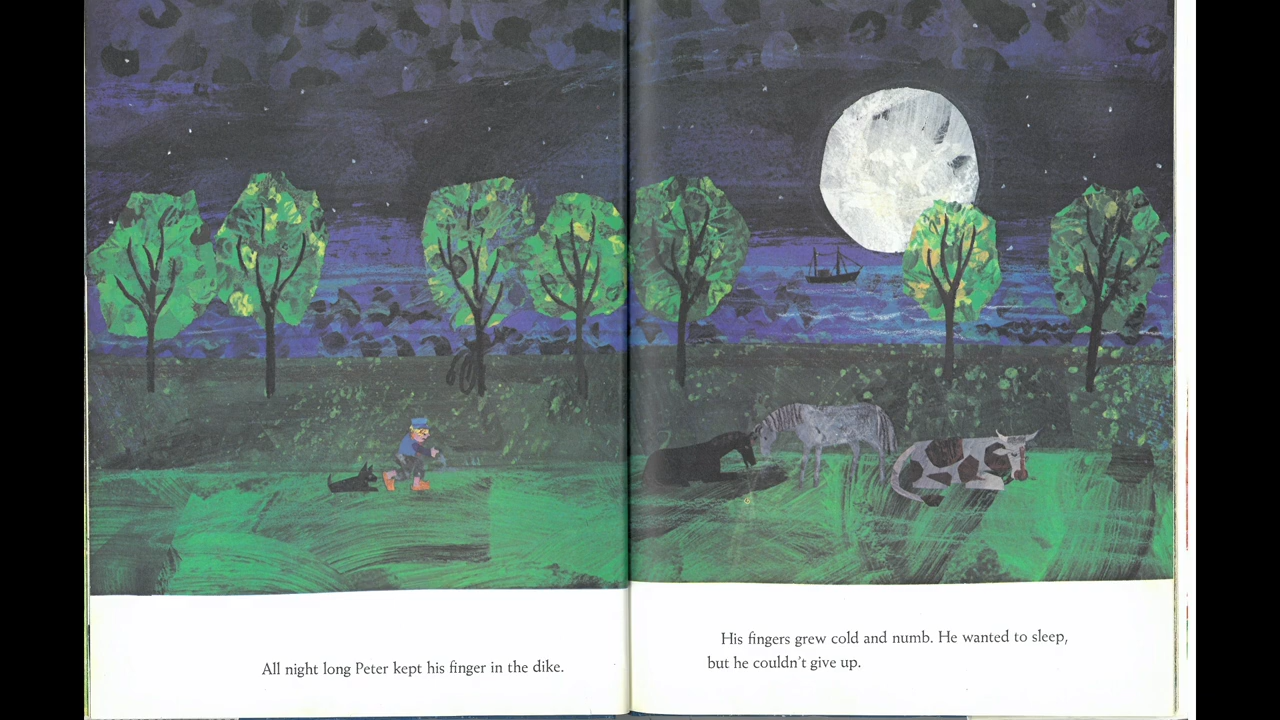 All night long Peter kept his finger in the dike.
His fingers grew cold and numb. He wanted to sleep,
but he couldn't give up.